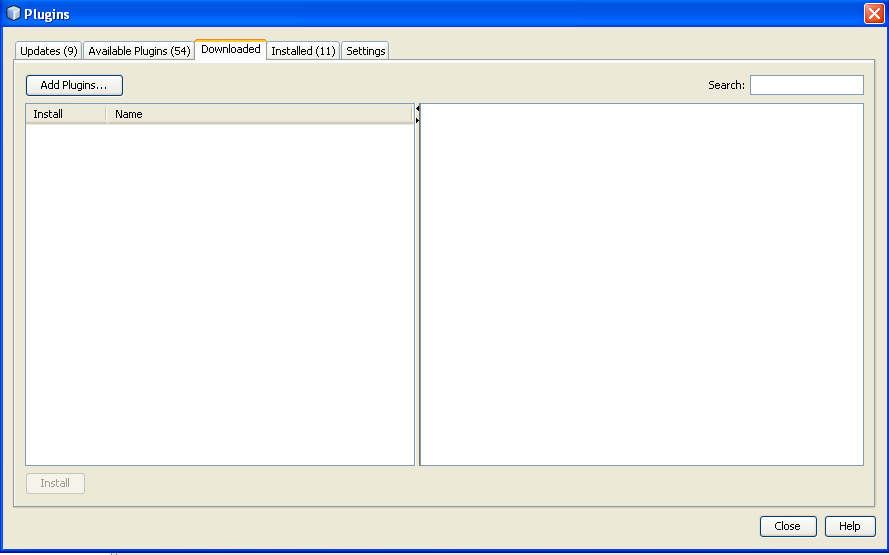 Plugins
Updates (9) Available Plugins (54) Downloaded Installed (11) Settings
Add Plugins... Search:
Install Name
Install
Close Help